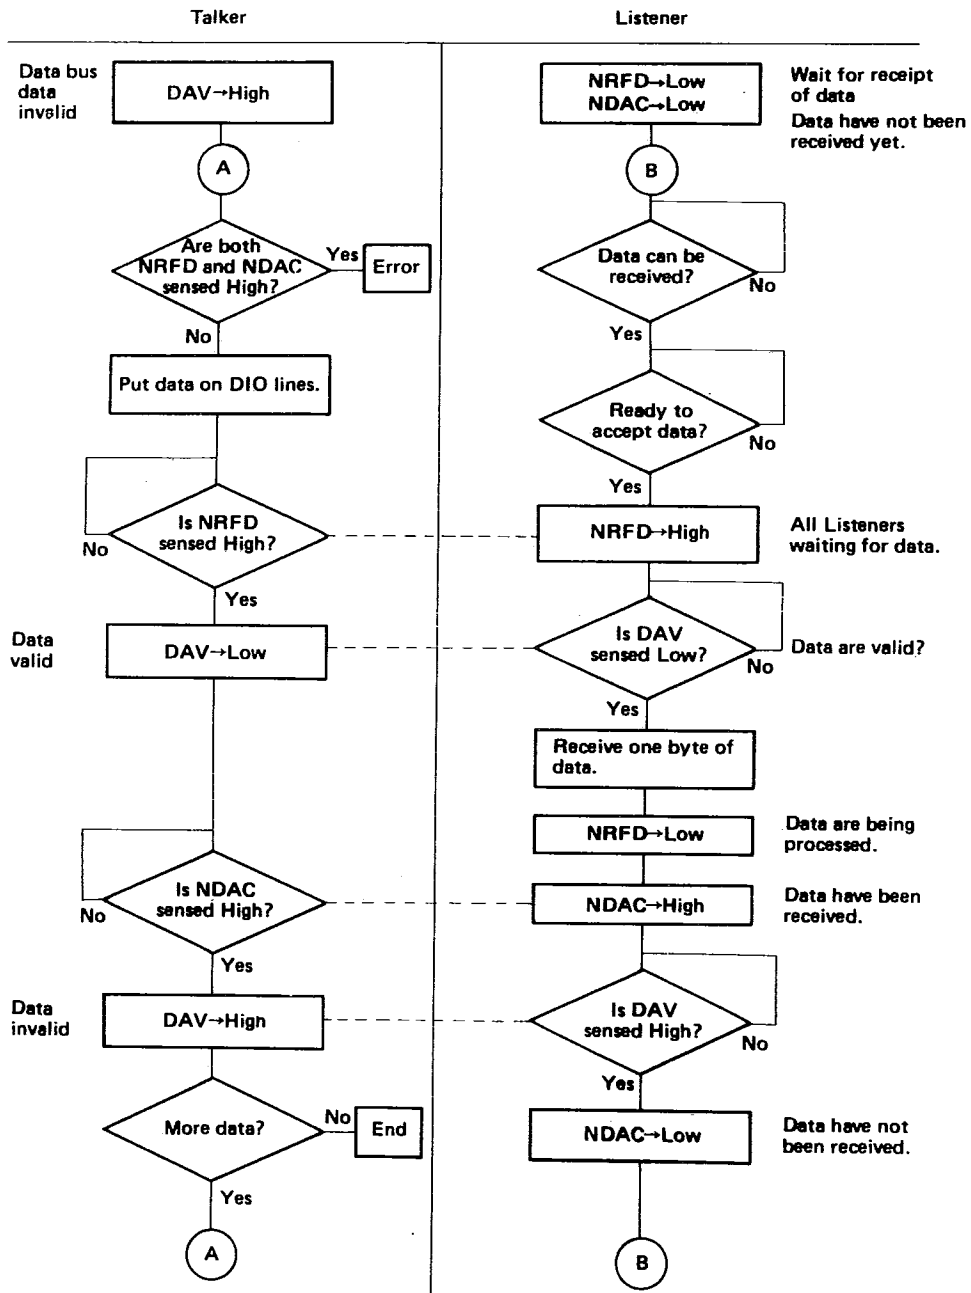 Talker
Listener
Data bus
data
invalid
DAV→High
NRFD→Low
NDAC→Low
Wait for receipt
of data
Data have not been
received yet.
A
B
Are both
NRFD and NDAC
sensed High?
Yes
Error
No
Data can be
received?
No
Yes
Put data on DIO lines.
Ready to
accept data?
No
Yes
Is NRFD
sensed High?
No
Yes
NRFD→High
All Listeners
waiting for data.
Data
valid
DAV→Low
Is DAV
sensed Low?
No
Data are valid?
Yes
Receive one byte of
data.
NRFD→Low
Data are being
processed.
Is NDAC
sensed High?
No
Yes
NDAC→High
Data have been
received.
Data
invalid
DAV→High
Is DAV
sensed High?
No
Yes
More data?
No
End
Yes
NDAC→Low
Data have not
been received.
A
B